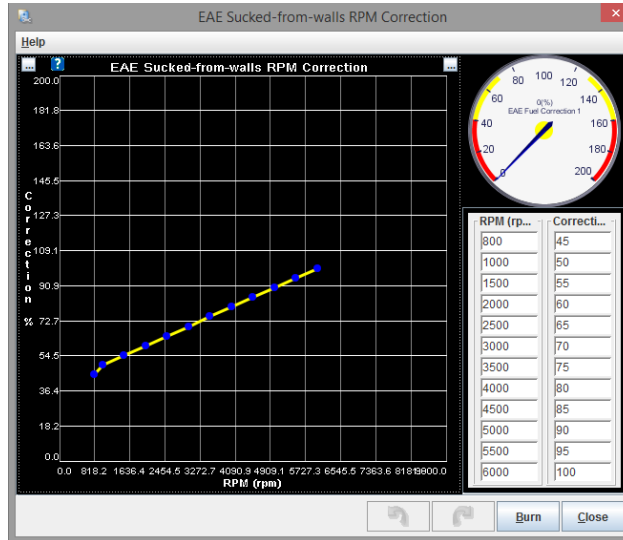 EAE Sucked-from-walls RPM Correction
Help
... ? EAE Sucked-from-walls RPM Correction ...
200.0
181.8
163.6
145.5
127.3
109.1
90.9
72.7
54.5
36.4
18.2
0.0
Correction %
0.0 818.2 1636.4 2454.5 3272.7 4090.9 4909.1 5727.3 6545.5 7363.6
RPM (rpm)
0 20 40 60 80 100 120 140 160 180 200
0(%)
EAE Fuel Correction 1
RPM (rp... Correcti...
800 45
1000 50
1500 55
2000 60
2500 65
3000 70
3500 75
4000 80
4500 85
5000 90
5500 95
6000 100
Burn Close